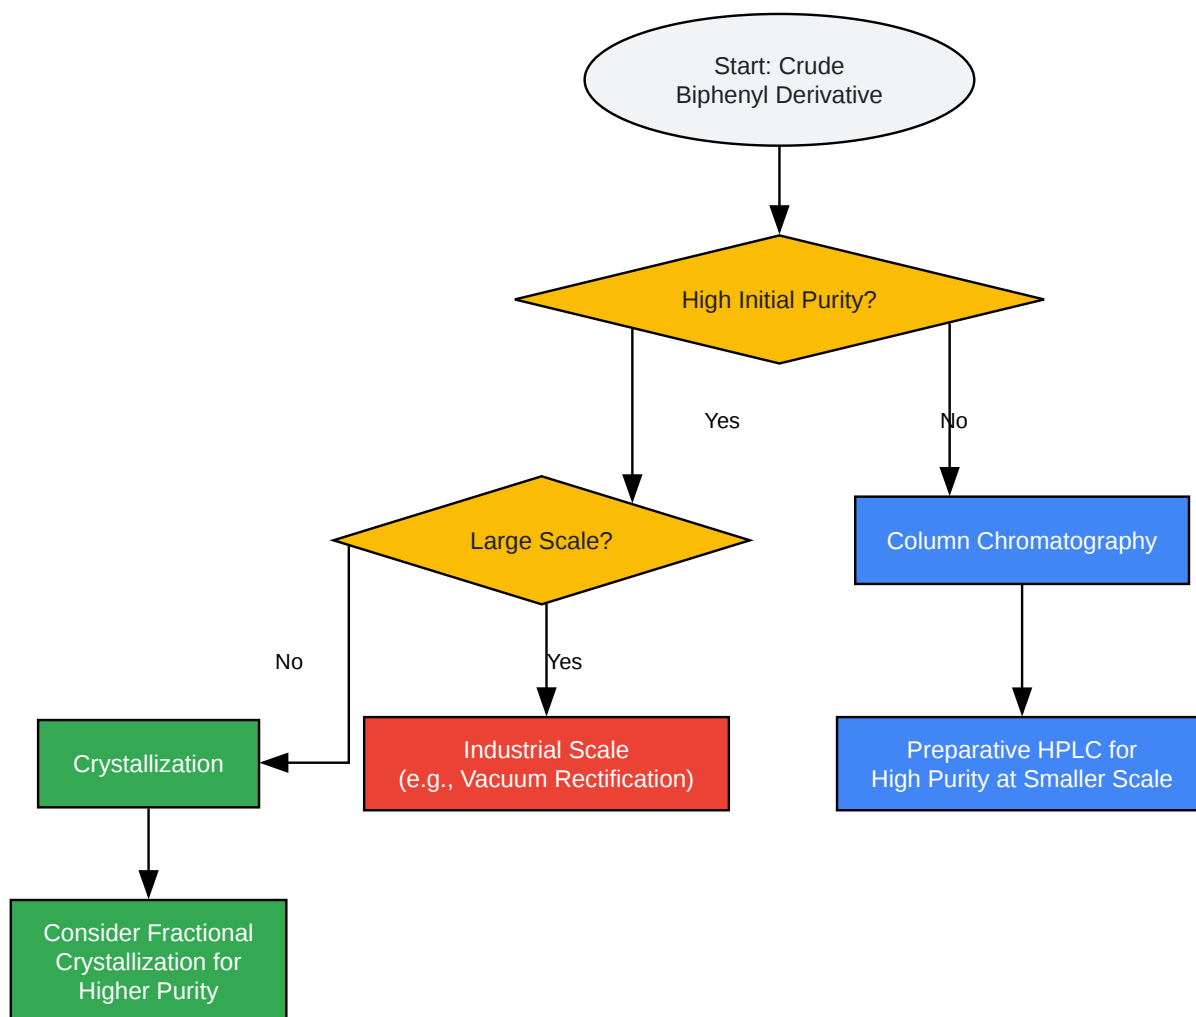 Start: Crude
Biphenyl Derivative
High Initial Purity?
Yes
No
Large Scale?
Column Chromatography
No
Yes
Crystallization
Industrial Scale
(e.g., Vacuum Rectification)
Preparative HPLC for
High Purity at Smaller Scale
Consider Fractional
Crystallization for
Higher Purity